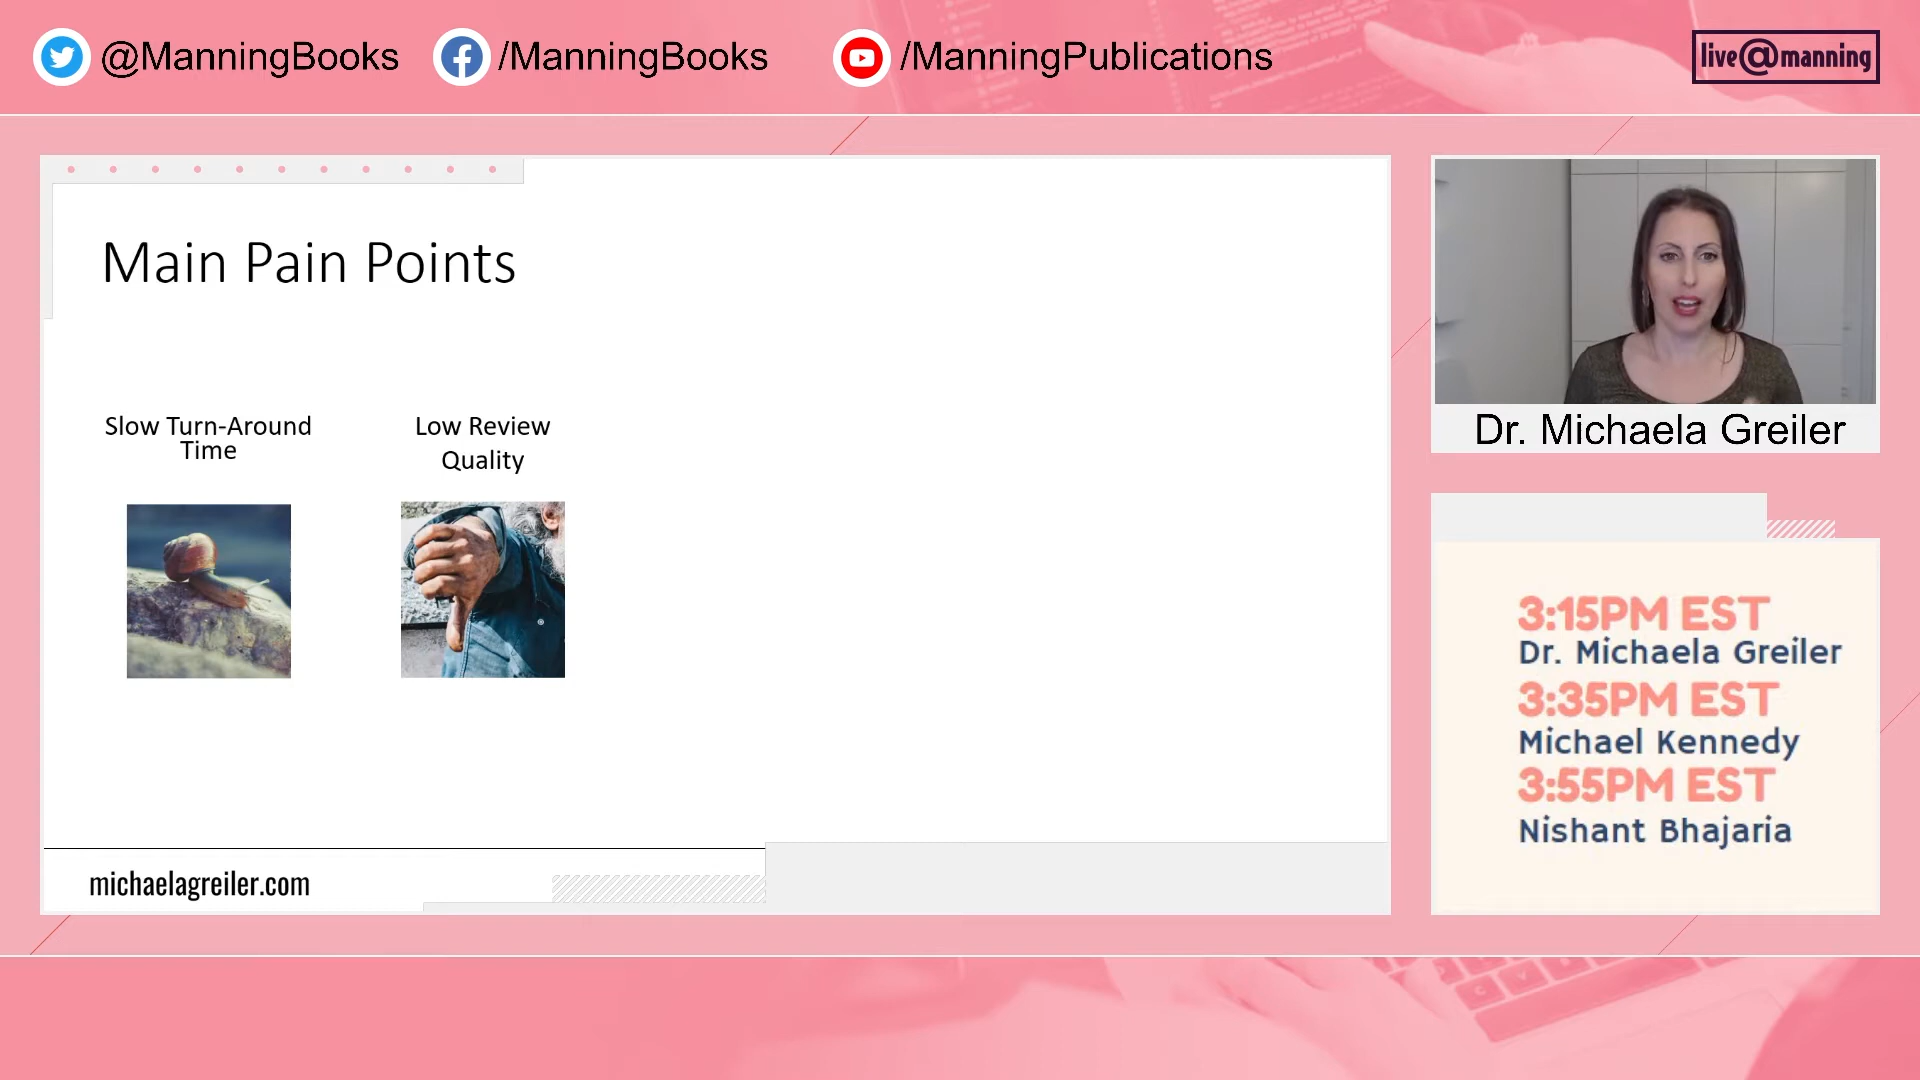 @ManningBooks
/ManningBooks
/ManningPublications
live@manning
Main Pain Points
Slow Turn-Around
Time
Low Review
Quality
michaelagreiler.com
Dr. Michaela Greiler
3:15PM EST
Dr. Michaela Greiler
3:35PM EST
Michael Kennedy
3:55PM EST
Nishant Bhajaria